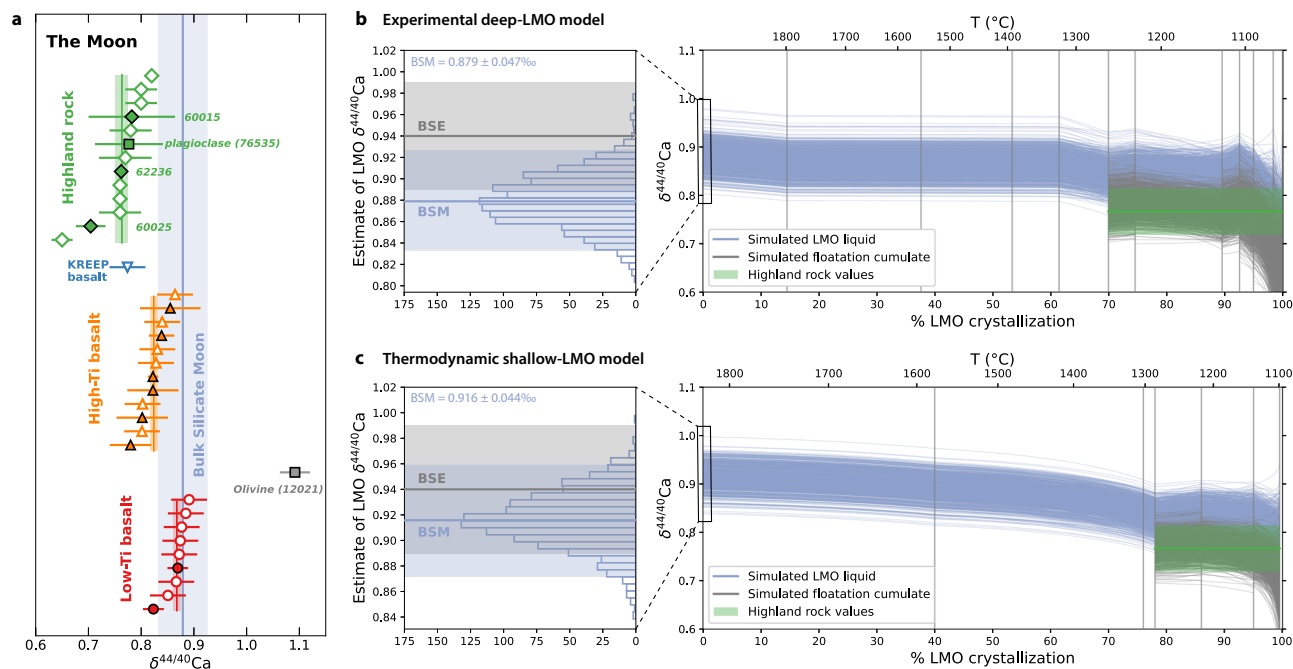 a
The Moon
Highland rock
60015
plagioclase (76535)
62236
60025
KREEP
basalt
High-Ti basalt
Bulk Silicate Moon
Olivine (12021)
Low-Ti basalt
0.6 0.7 0.8 0.9 1.0 1.1
δ44/40Ca
b Experimental deep-LMO model
BSM = 0.879 ± 0.047‰
BSE
BSM
Estimate of LMO δ44/40Ca
1.02
1.00
0.98
0.96
0.94
0.92
0.90
0.88
0.86
0.84
0.82
0.80
175 150 125 100 75 50 25 0
T (°C)
1800 1600 1400 1300 1200 1100
δ44/40Ca
1.1
1.0
0.9
0.8
0.7
0.6
Simulated LMO liquid
Simulated floatation cumulate
Highland rock values
0 10 20 30 40 50 60 70 80 90 100
% LMO crystallization
c Thermodynamic shallow-LMO model
BSM = 0.916 ± 0.044‰
BSE
BSM
Estimate of LMO δ44/40Ca
1.02
1.00
0.98
0.96
0.94
0.92
0.90
0.88
0.86
0.84
175 150 125 100 75 50 25 0
T (°C)
1800 1700 1600 1500 1400 1300 1200 1100
δ44/40Ca
1.1
1.0
0.9
0.8
0.7
0.6
Simulated LMO liquid
Simulated floatation cumulate
Highland rock values
0 10 20 30 40 50 60 70 80 90 100
% LMO crystallization